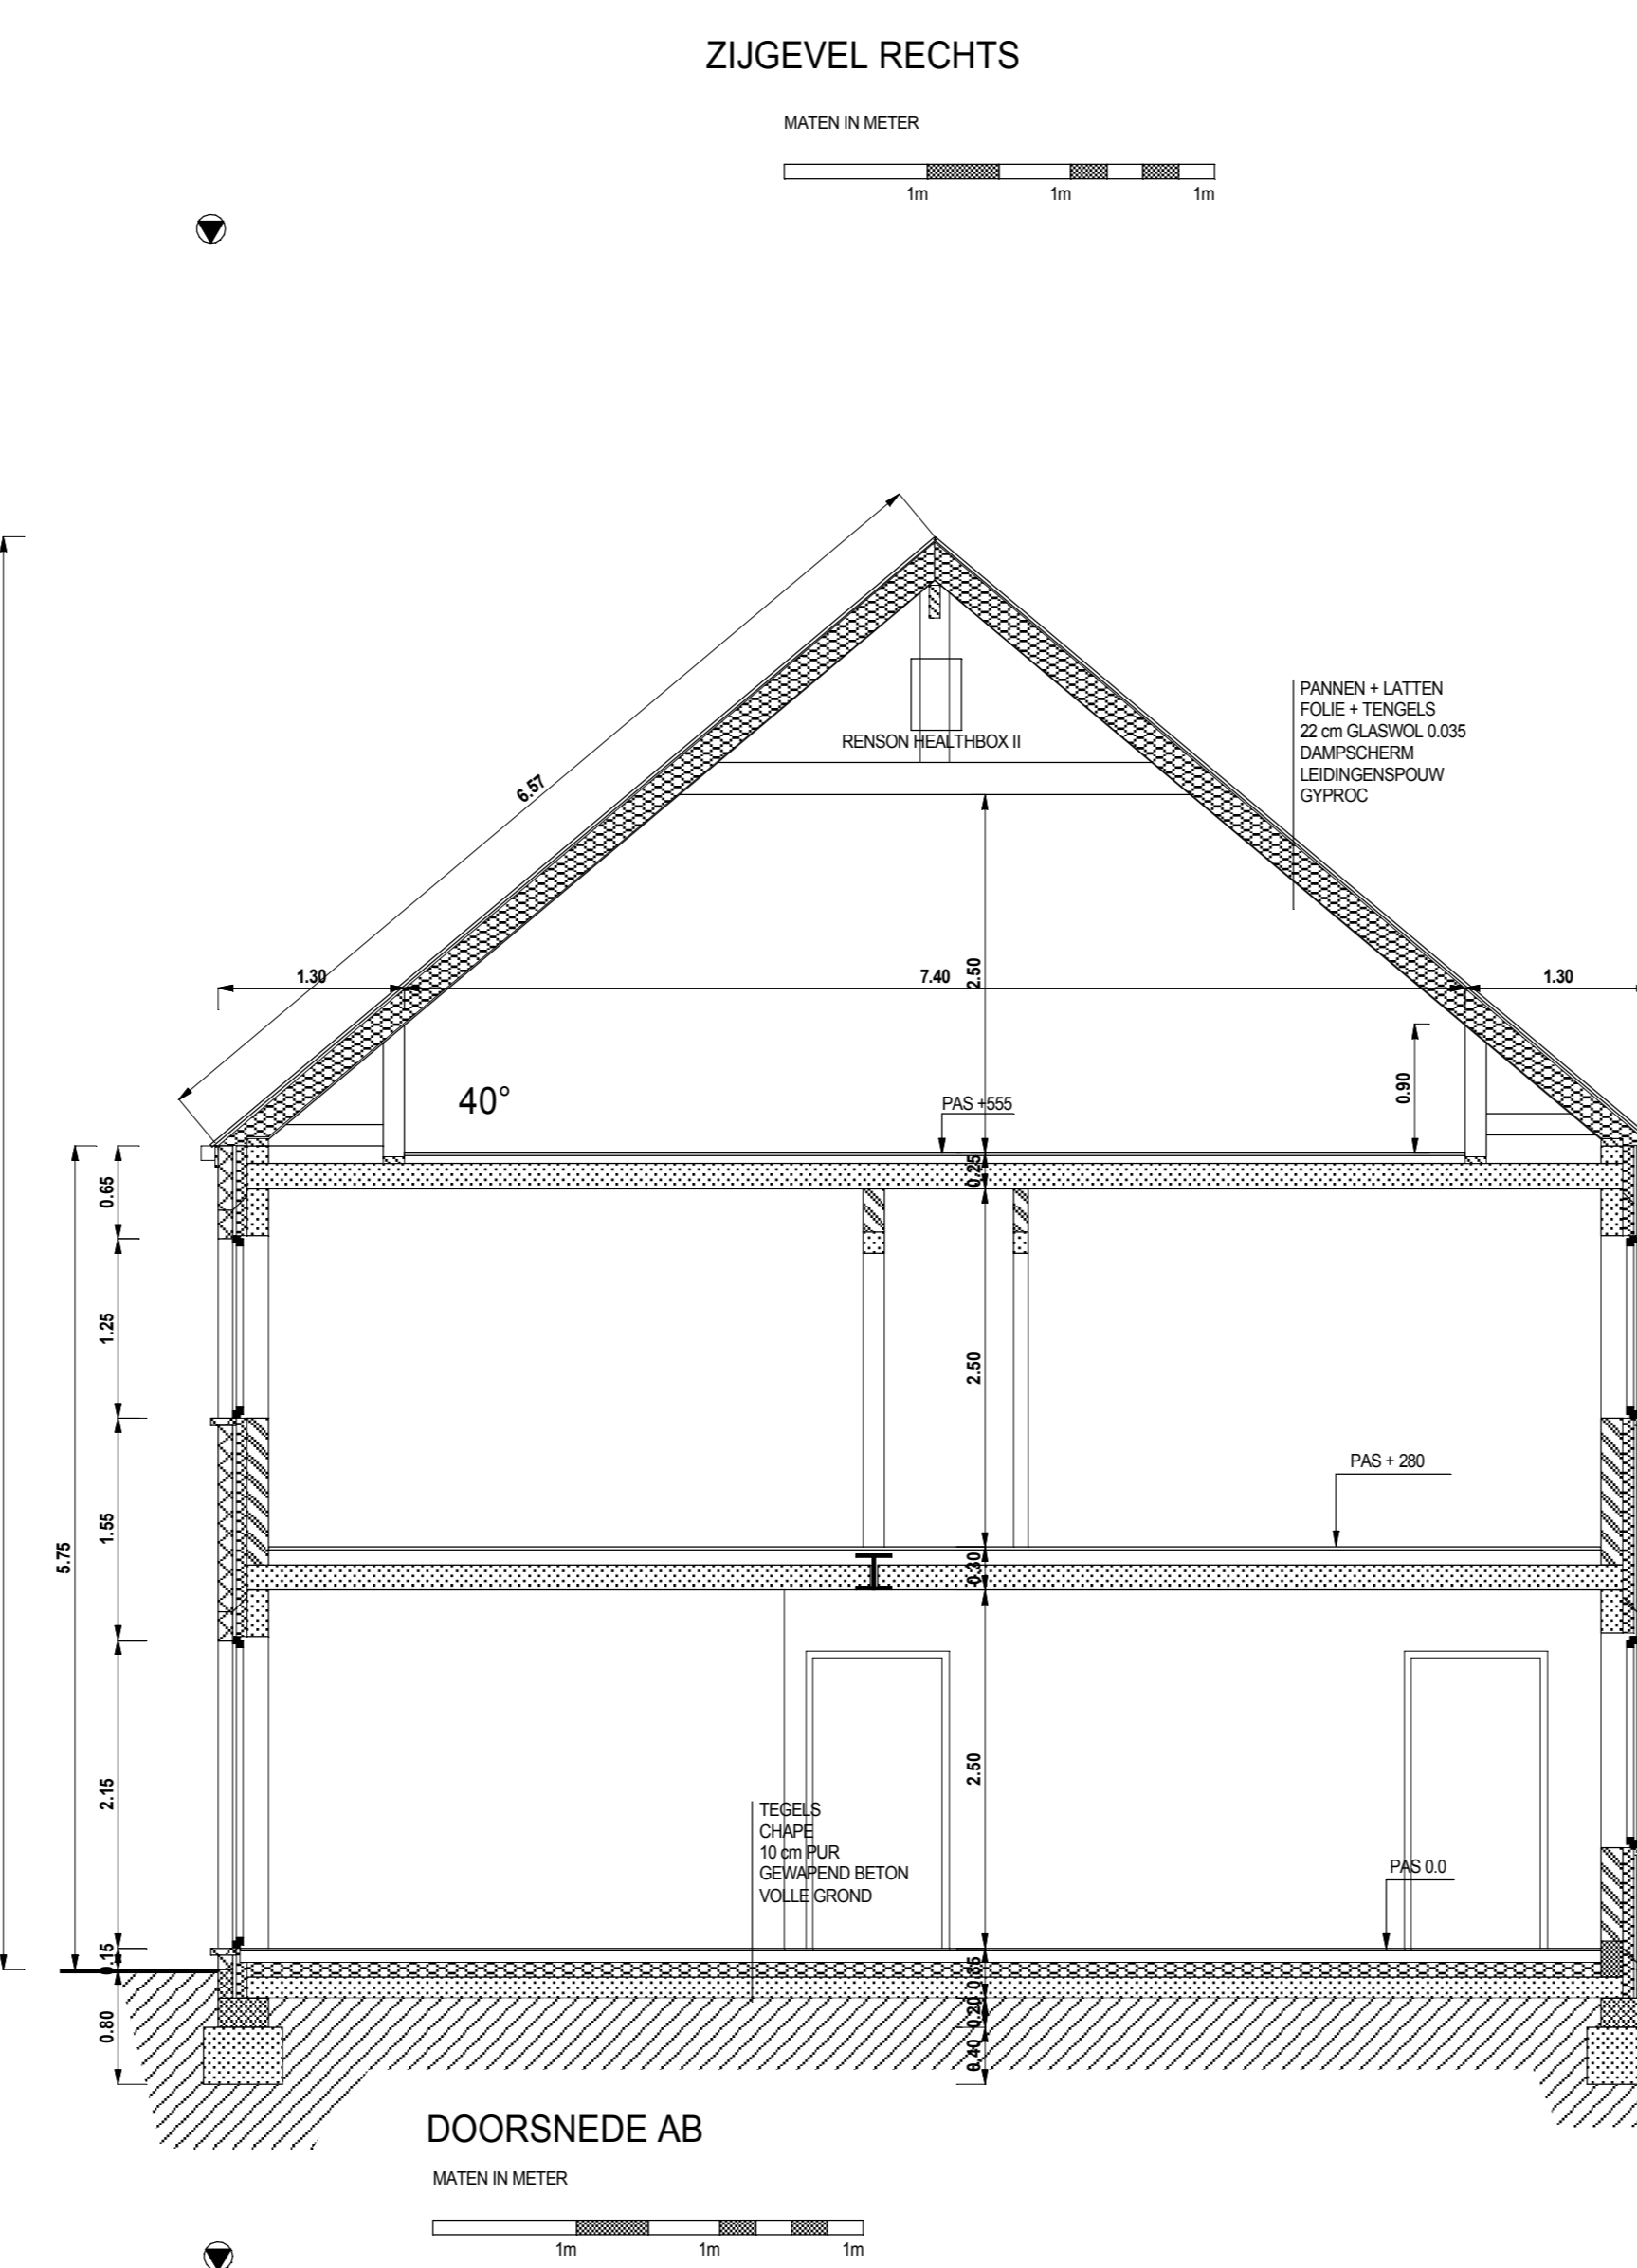 ZIJGEVEL RECHTS
MATEN IN METER
1m 1m 1m
PANNEN + LATTEN
FOLIE + TENGELS
22 cm GLASWOL 0.035
DAMPSCHERM
LEIDINGENSPOUW
GYPROC
RENSON HEALTHBOX II
6.57
1.30 7.40 2.50 1.30
40°
PAS +555
0.90
0.25
0.65
1.25
2.50
PAS + 280
1.55
5.75
0.30
2.15
2.50
TEGELS
CHAPE
10 cm PUR
GEWAPEND BETON
VOLLE GROND
PAS 0.0
0.15
0.35
0.20
0.80
0.40
DOORSNEDE AB
MATEN IN METER
1m 1m 1m